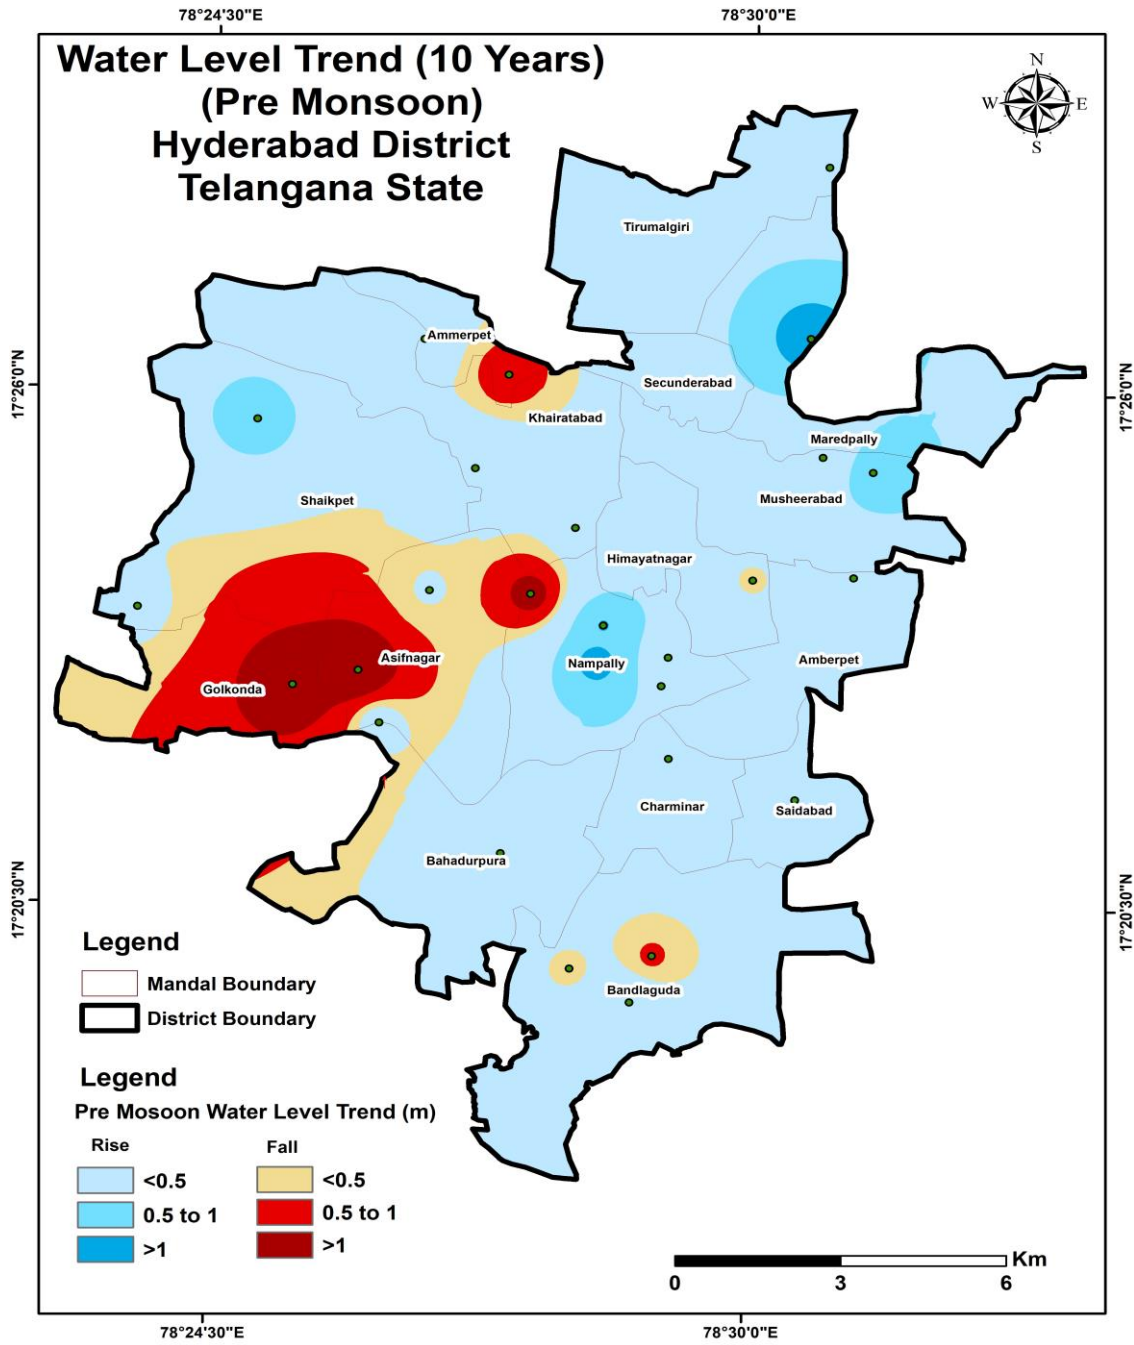 78°24'30"E
78°30'0"E
Water Level Trend (10 Years)
(Pre Monsoon)
Hyderabad District
Telangana State
N
W
E
S
Tirumalgiri
Ammerpet
17°26'0"N
17°26'0"N
Secunderabad
Khairatabad
Maredpally
Shaikpet
Musheerabad
Himayatnagar
Asifnagar
Nampally
Amberpet
Golkonda
Charminar
Saidabad
Bahadurpura
17°20'30"N
17°20'30"N
Bandlaguda
Legend
Mandal Boundary
District Boundary
Legend
Pre Mosoon Water Level Trend (m)
Rise
Fall
<0.5
<0.5
0.5 to 1
0.5 to 1
>1
>1
Km
0
3
6
78°24'30"E
78°30'0"E